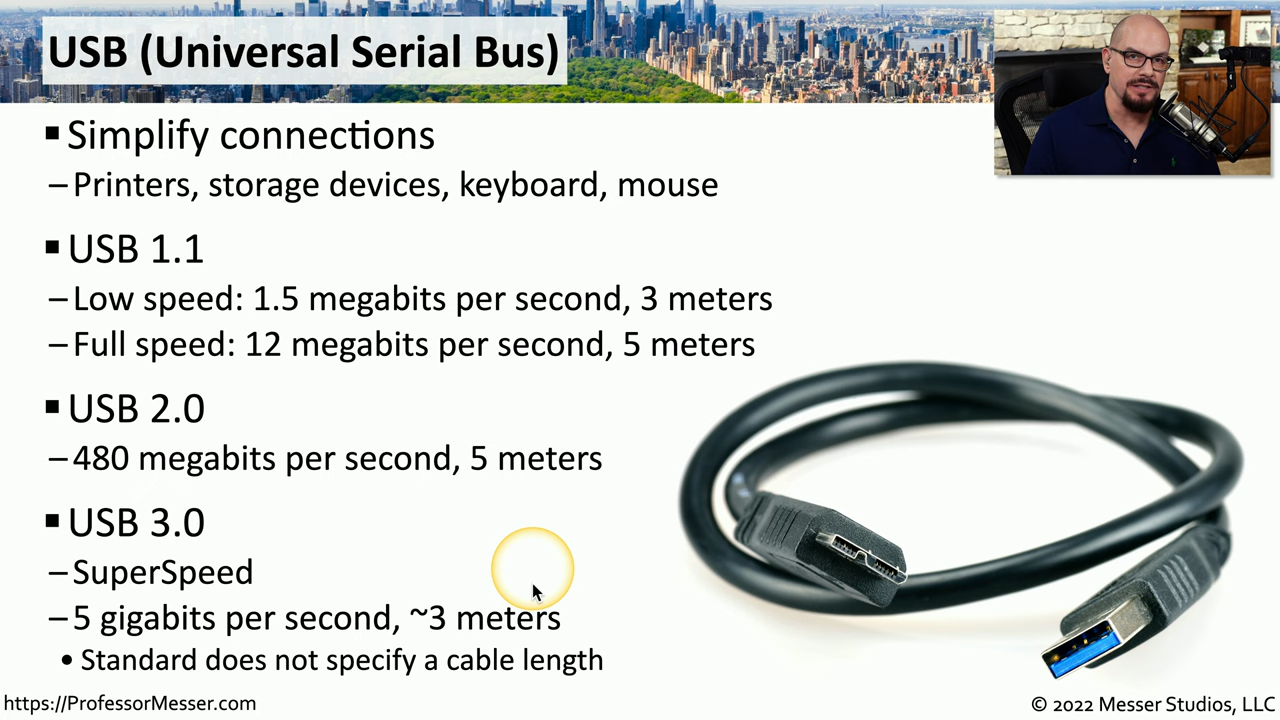 USB (Universal Serial Bus)
▪ Simplify connections
– Printers, storage devices, keyboard, mouse
▪ USB 1.1
– Low speed: 1.5 megabits per second, 3 meters
– Full speed: 12 megabits per second, 5 meters
▪ USB 2.0
– 480 megabits per second, 5 meters
▪ USB 3.0
– SuperSpeed
– 5 gigabits per second, ~3 meters
• Standard does not specify a cable length
https://ProfessorMesser.com
© 2022 Messer Studios, LLC